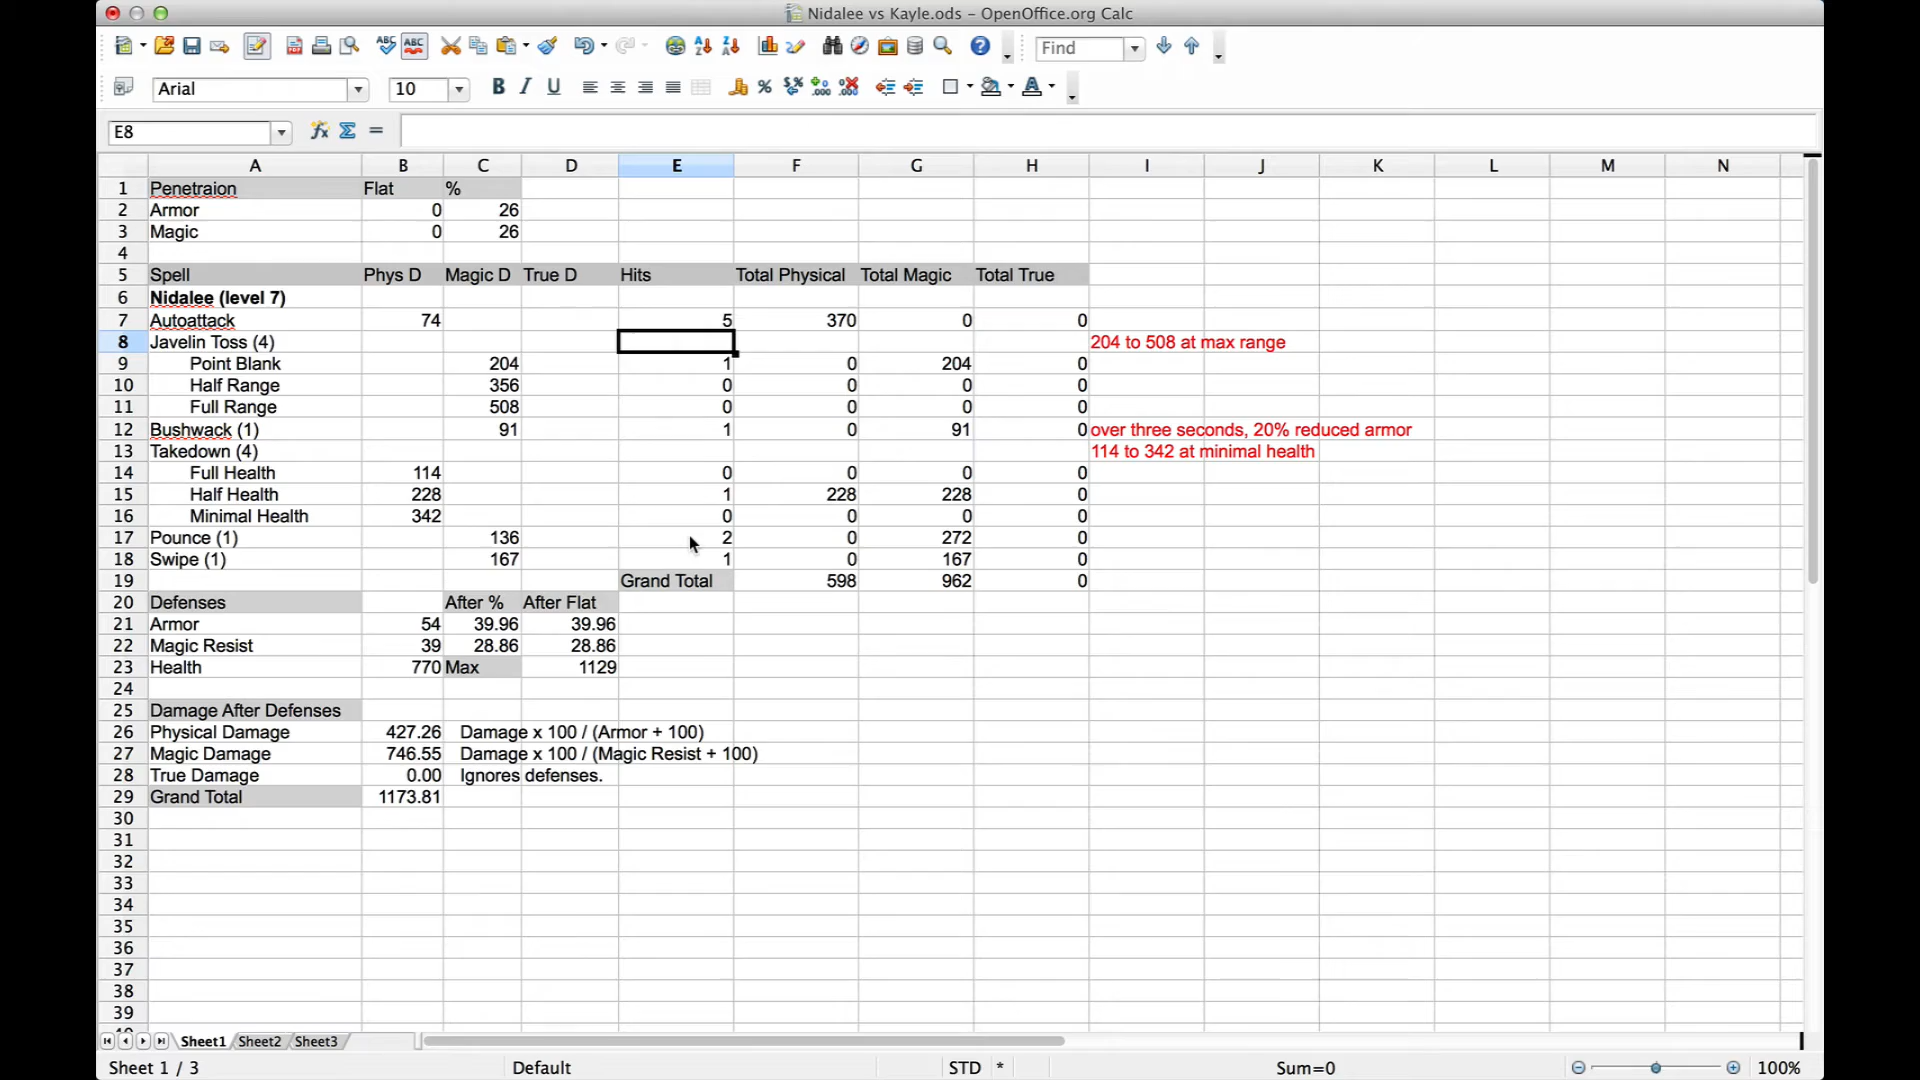 Nidalee vs Kayle.ods - OpenOffice.org Calc
Find
Arial 10
E8
A B C D E F G H I J K L M N
1 Penetraion Flat %
2 Armor 0 26
3 Magic 0 26
4
5 Spell Phys D Magic D True D Hits Total Physical Total Magic Total True
6 Nidalee (level 7)
7 Autoattack 74 5 370 0 0
8 Javelin Toss (4) 204 to 508 at max range
9 Point Blank 204 1 0 204 0
10 Half Range 356 0 0 0 0
11 Full Range 508 0 0 0 0
12 Bushwack (1) 91 1 0 91 0 over three seconds, 20% reduced armor
13 Takedown (4) 114 to 342 at minimal health
14 Full Health 114 0 0 0 0
15 Half Health 228 1 228 228 0
16 Minimal Health 342 0 0 0 0
17 Pounce (1) 136 2 0 272 0
18 Swipe (1) 167 1 0 167 0
19 Grand Total 598 962 0
20 Defenses After % After Flat
21 Armor 54 39.96 39.96
22 Magic Resist 39 28.86 28.86
23 Health 770 Max 1129
24
25 Damage After Defenses
26 Physical Damage 427.26 Damage x 100 / (Armor + 100)
27 Magic Damage 746.55 Damage x 100 / (Magic Resist + 100)
28 True Damage 0.00 Ignores defenses.
29 Grand Total 1173.81
30
31
32
33
34
35
36
37
38
39
Sheet1 Sheet2 Sheet3
Sheet 1 / 3 Default STD * Sum=0 100%